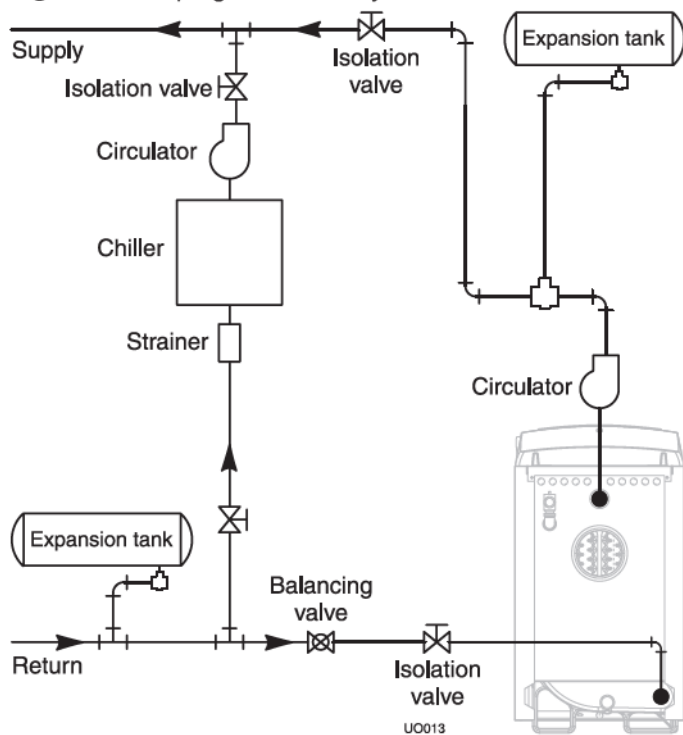 Supply
Isolation valve
Isolation
valve
Expansion tank
Circulator
Chiller
Strainer
Circulator
Expansion tank
Balancing
valve
Return
Isolation
valve
UO013